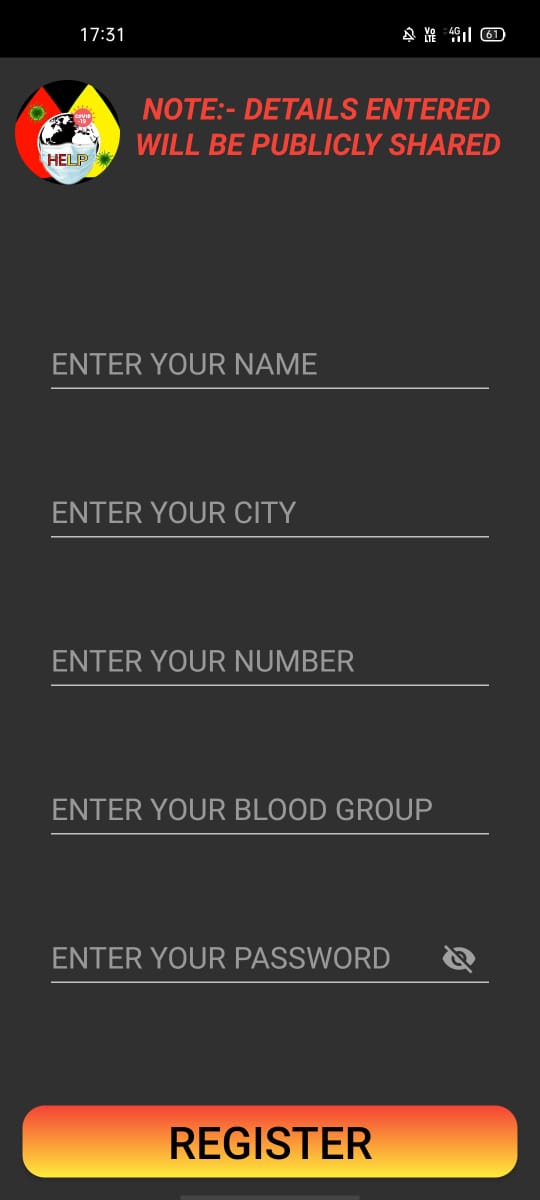 17:31
Vo
LTE
4G
61
COVID
-19
HELP
NOTE:- DETAILS ENTERED
WILL BE PUBLICLY SHARED
ENTER YOUR NAME
ENTER YOUR CITY
ENTER YOUR NUMBER
ENTER YOUR BLOOD GROUP
ENTER YOUR PASSWORD
REGISTER